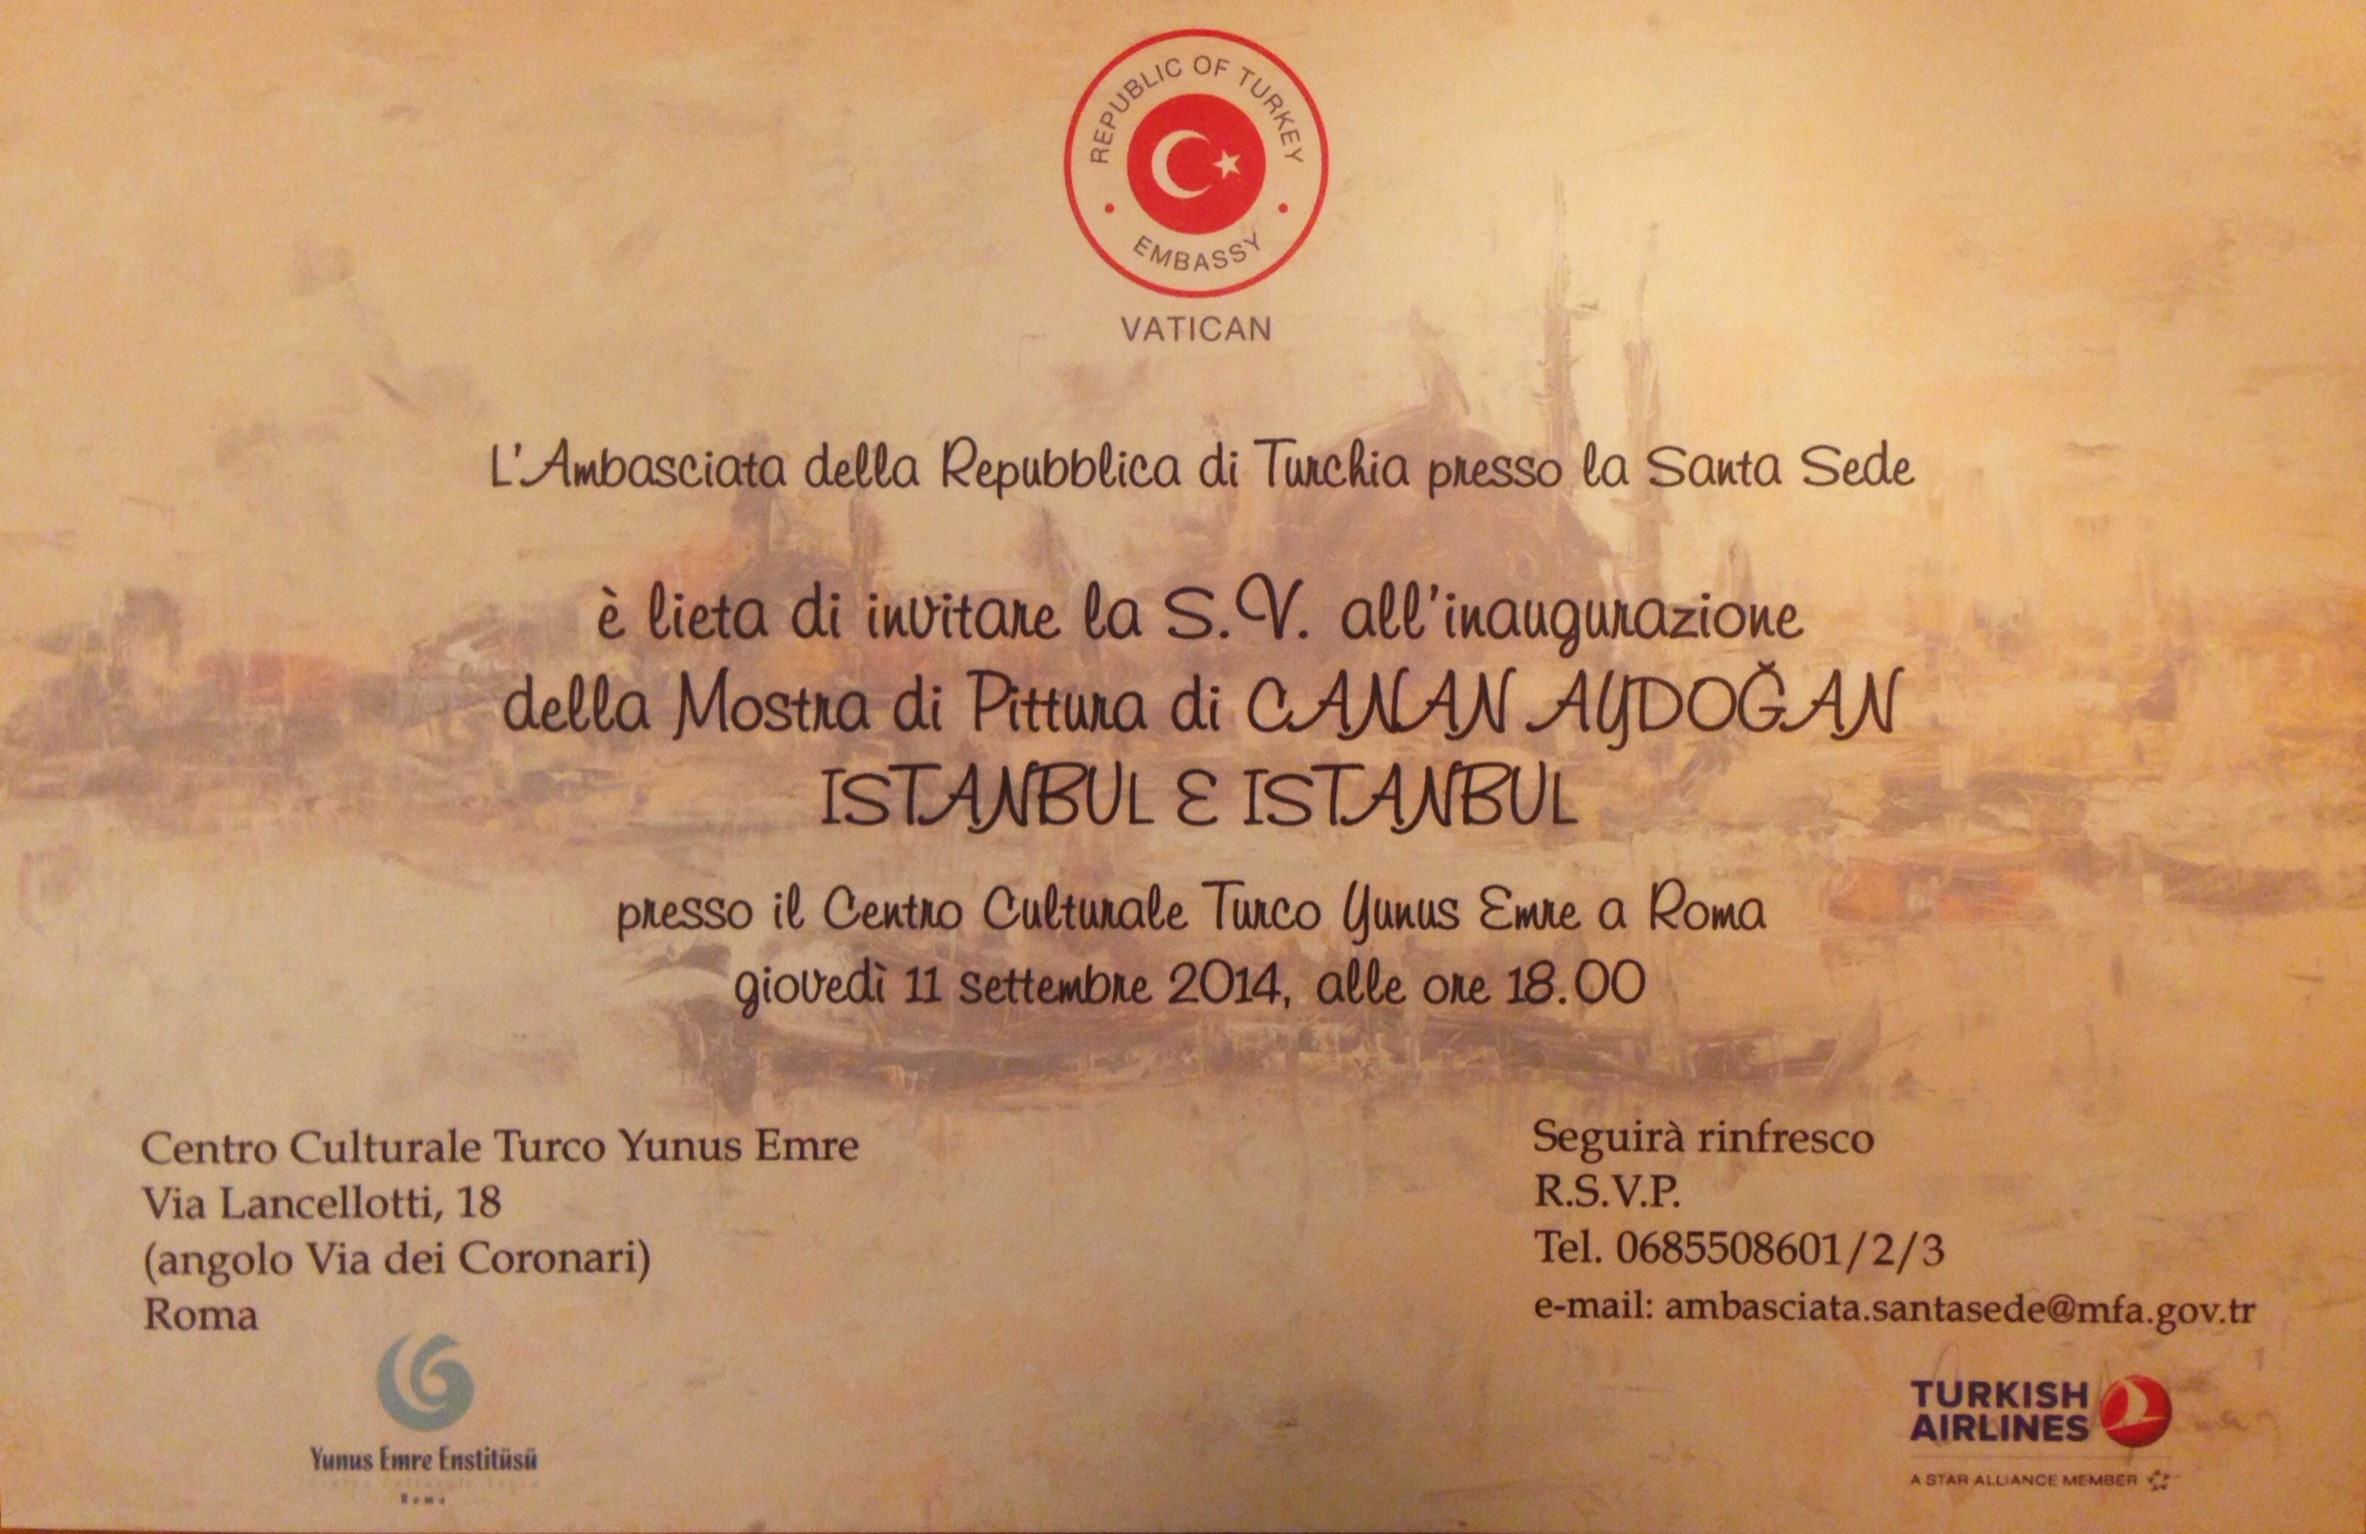 REPUBLIC OF TURKEY
EMBASSY
VATICAN
L'Ambasciata della Repubblica di Turchia presso la Santa Sede
è lieta di invitare la S.V. all'inaugurazione
della Mostra di Pittura di CANAN AYDOĞAN
ISTANBUL E ISTANBUL
presso il Centro Culturale Turco Yunus Emre a Roma
giovedì 11 settembre 2014, alle ore 18.00
Centro Culturale Turco Yunus Emre
Via Lancellotti, 18
(angolo Via dei Coronari)
Roma
Seguirà rinfresco
R.S.V.P.
Tel. 0685508601/2/3
e-mail: ambasciata.santasede@mfa.gov.tr
Yunus Emre Enstitüsü
Roma
TURKISH
AIRLINES
A STAR ALLIANCE MEMBER